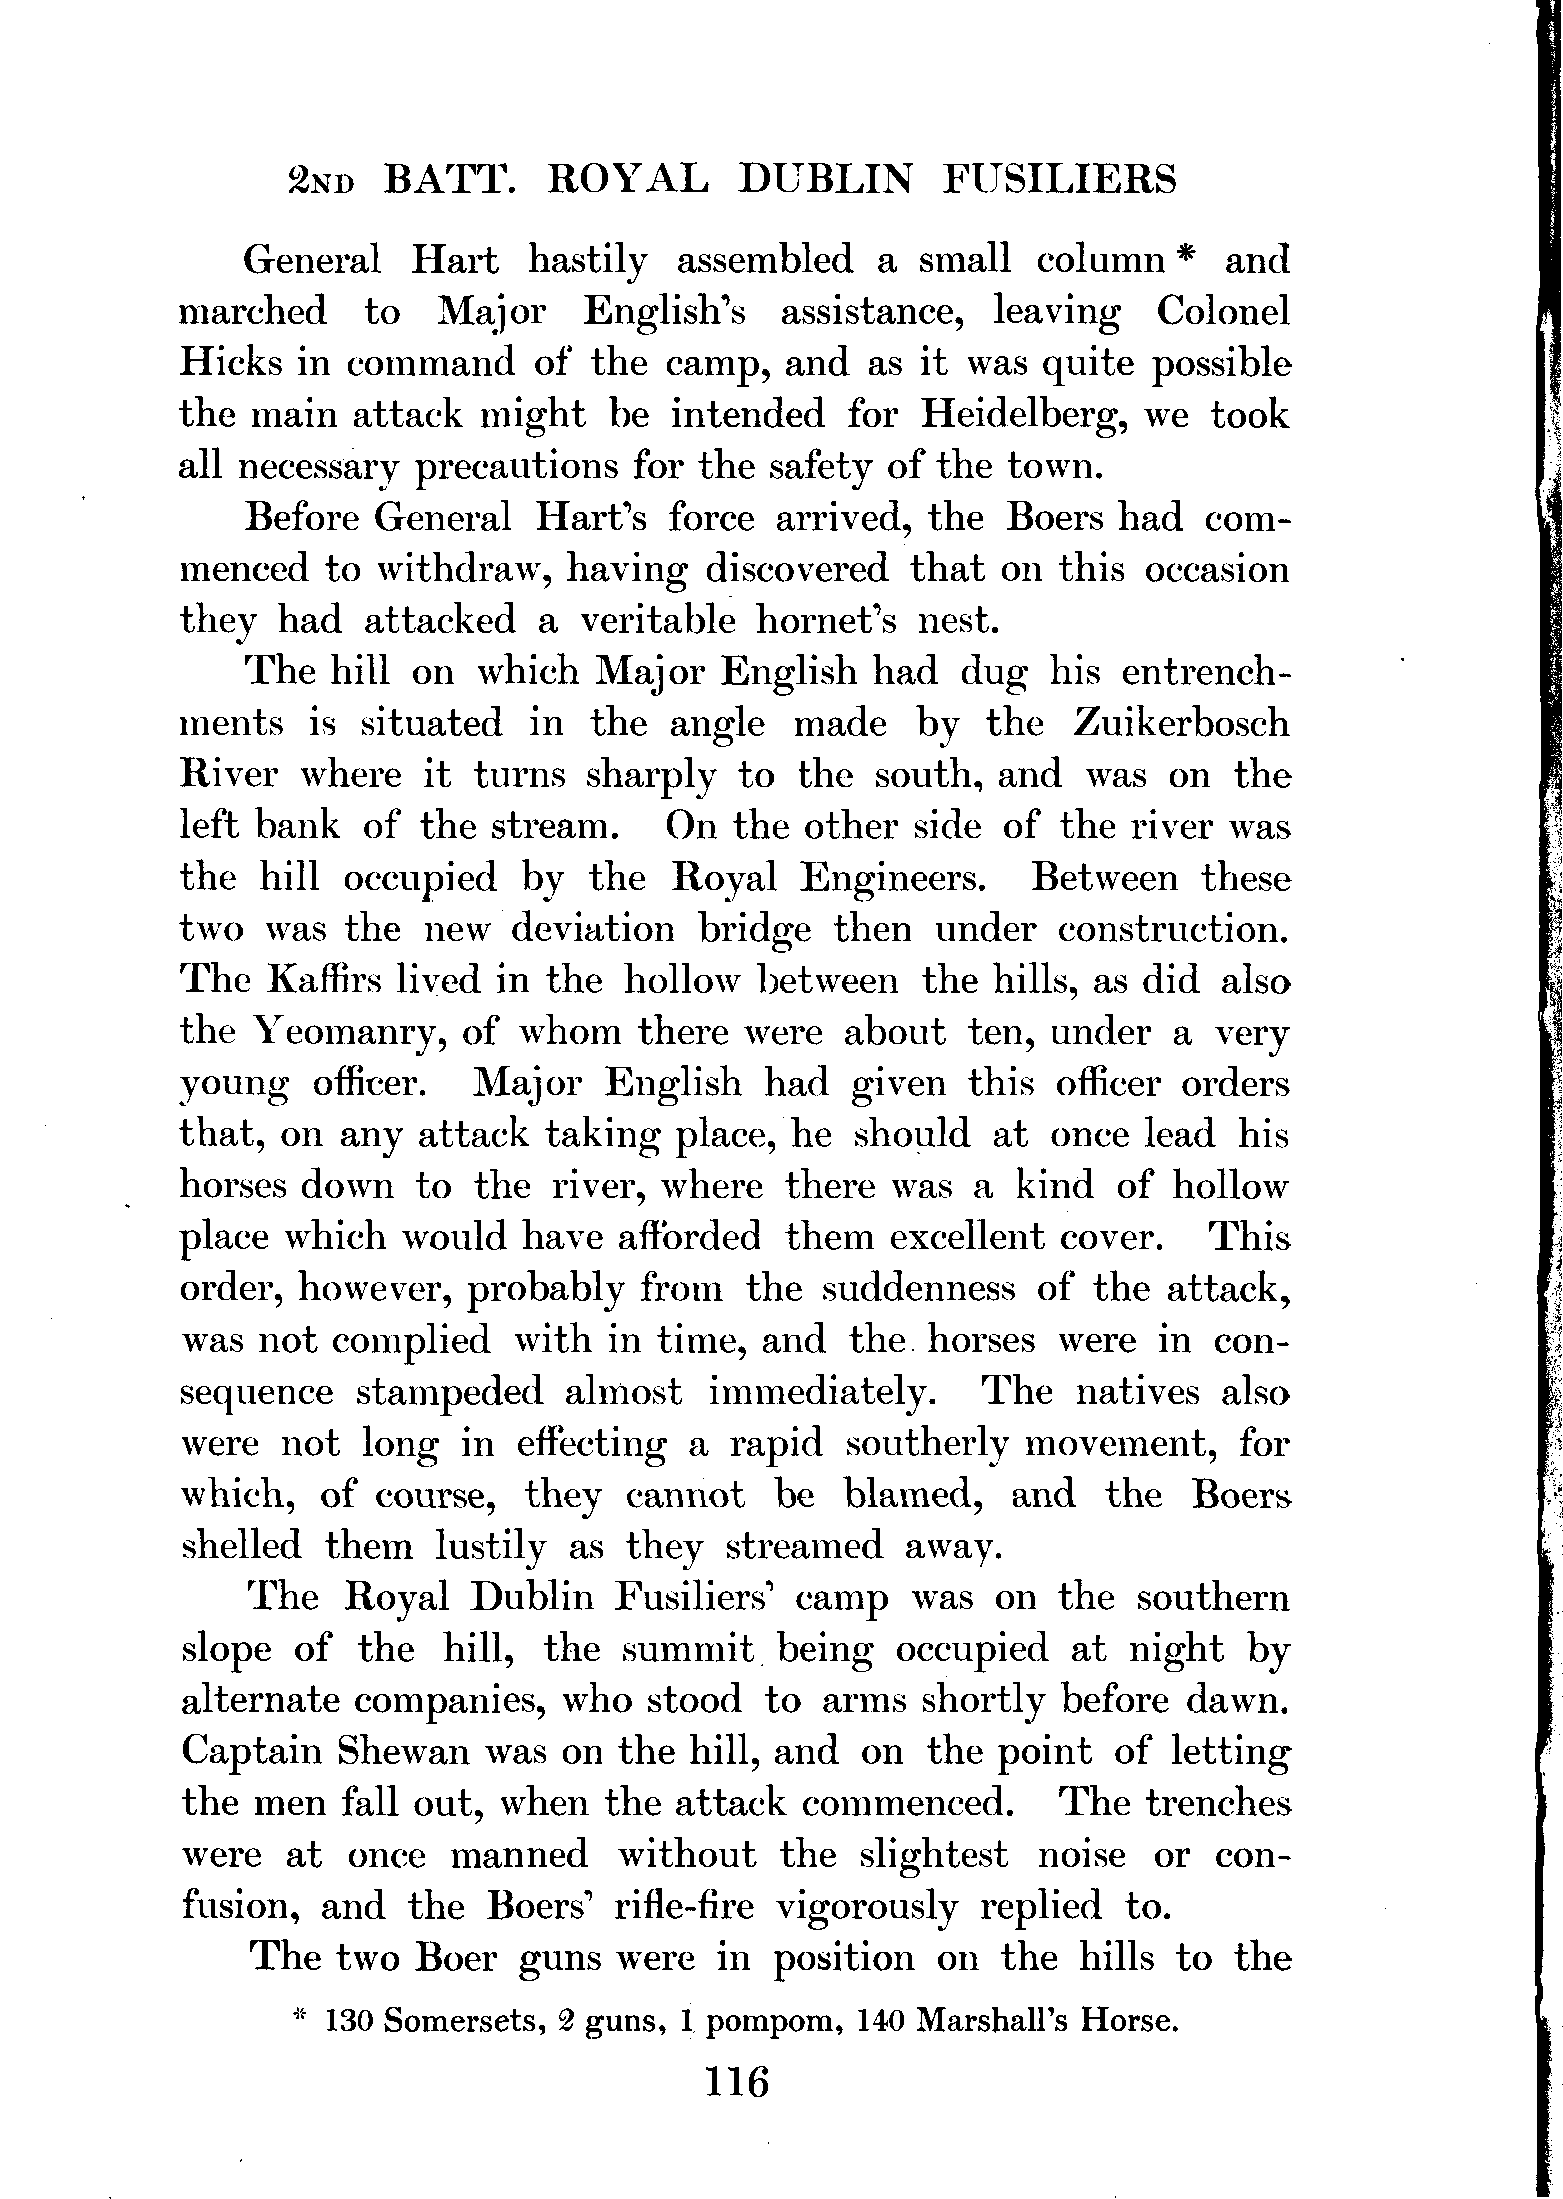 2ND BATT. ROYAL DUBLIN FUSILIERS
General Hart hastily assembled a small column * and
marched to Major English's assistance, leaving Colonel
Hicks in command of the camp, and as it was quite possible
the main attack might be intended for Heidelberg, we took
all necessary precautions for the safety of the town.
Before General Hart's force arrived, the Boers had com-
menced to withdraw, having discovered that on this occasion
they had attacked a veritable hornet's nest.
The hill on which Major English had dug his entrench-
ments is situated in the angle made by the Zuikerbosch
River where it turns sharply to the south, and was on the
left bank of the stream. On the other side of the river was
the hill occupied by the Royal Engineers. Between these
two was the new deviation bridge then under construction.
The Kaffirs lived in the hollow between the hills, as did also
the Yeomanry, of whom there were about ten, under a very
young officer. Major English had given this officer orders
that, on any attack taking place, he should at once lead his
horses down to the river, where there was a kind of hollow
place which would have afforded them excellent cover. This
order, however, probably from the suddenness of the attack,
was not complied with in time, and the horses were in con-
sequence stampeded almost immediately. The natives also
were not long in effecting a rapid southerly movement, for
which, of course, they cannot be blamed, and the Boers
shelled them lustily as they streamed away.
The Royal Dublin Fusiliers' camp was on the southern
slope of the hill, the summit being occupied at night by
alternate companies, who stood to arms shortly before dawn.
Captain Shewan was on the hill, and on the point of letting
the men fall out, when the attack commenced. The trenches
were at once manned without the slightest noise or con-
fusion, and the Boers' rifle-fire vigorously replied to.
The two Boer guns were in position on the hills to the
* 130 Somersets, 2 guns, 1 pompom, 140 Marshall's Horse.
116